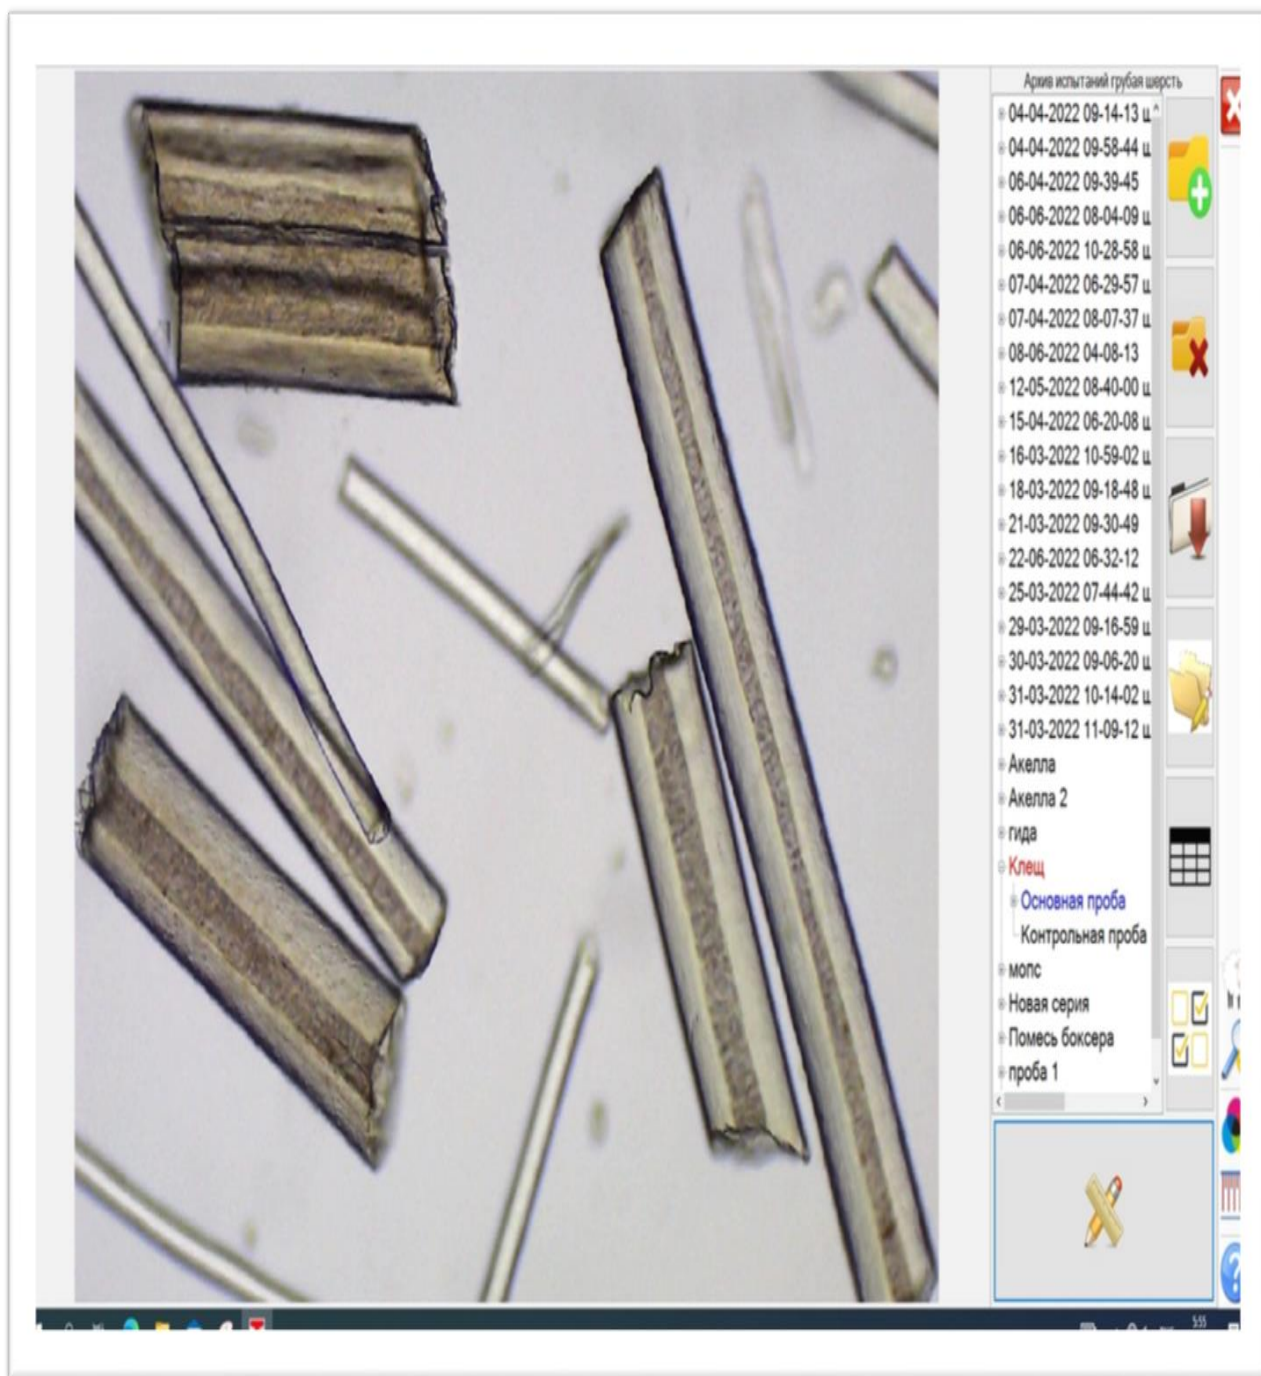 Архив испытаний грубая шерсть
04-04-2022 09-14-13 ш
04-04-2022 09-58-44 ш
06-04-2022 09-39-45
06-06-2022 08-04-09 ш
06-06-2022 10-28-58 ш
07-04-2022 06-29-57 ш
07-04-2022 08-07-37 ш
08-06-2022 04-08-13
12-05-2022 08-40-00 ш
15-04-2022 06-20-08 ш
16-03-2022 10-59-02 ш
18-03-2022 09-18-48 ш
21-03-2022 09-30-49
22-06-2022 06-32-12
25-03-2022 07-44-42 ш
29-03-2022 09-16-59 ш
30-03-2022 09-06-20 ш
31-03-2022 10-14-02 ш
31-03-2022 11-09-12 ш
Акелла
Акелла 2
гида
Клещ
Основная проба
Контрольная проба
мопс
Новая серия
Помесь боксера
проба 1
5:55